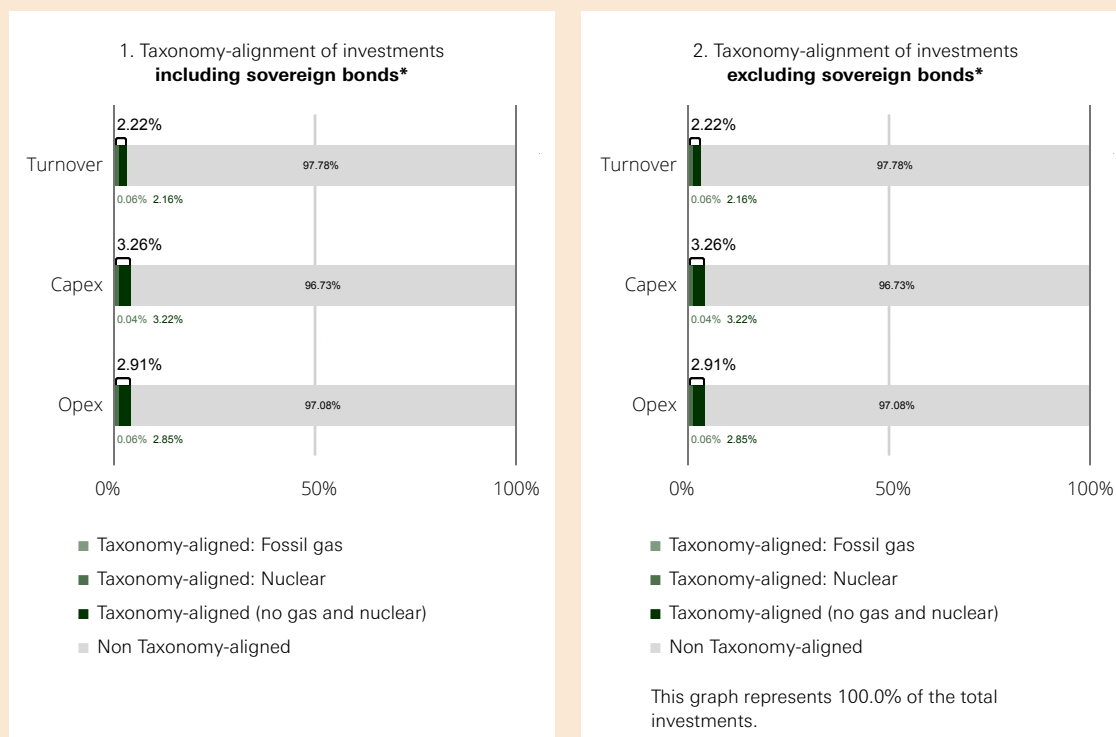 1. Taxonomy-alignment of investments
including sovereign bonds*
2.22%
Turnover
97.78%
0.06% 2.16%
3.26%
Capex
96.73%
0.04% 3.22%
2.91%
Opex
97.08%
0.06% 2.85%
0% 50% 100%
Taxonomy-aligned: Fossil gas
Taxonomy-aligned: Nuclear
Taxonomy-aligned (no gas and nuclear)
Non Taxonomy-aligned
2. Taxonomy-alignment of investments
excluding sovereign bonds*
2.22%
Turnover
97.78%
0.06% 2.16%
3.26%
Capex
96.73%
0.04% 3.22%
2.91%
Opex
97.08%
0.06% 2.85%
0% 50% 100%
Taxonomy-aligned: Fossil gas
Taxonomy-aligned: Nuclear
Taxonomy-aligned (no gas and nuclear)
Non Taxonomy-aligned
This graph represents 100.0% of the total
investments.